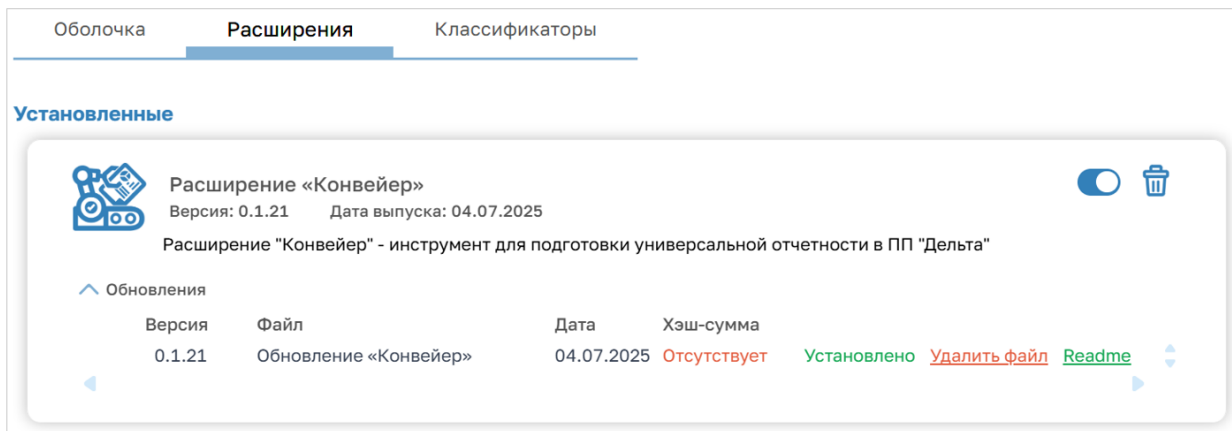 Оболочка Расширения Классификаторы
Установленные
Расширение «Конвейер»
Версия: 0.1.21 Дата выпуска: 04.07.2025
Расширение "Конвейер" - инструмент для подготовки универсальной отчетности в ПП "Дельта"
Обновления
Версия Файл Дата Хэш-сумма
0.1.21 Обновление «Конвейер» 04.07.2025 Отсутствует Установлено Удалить файл Readme